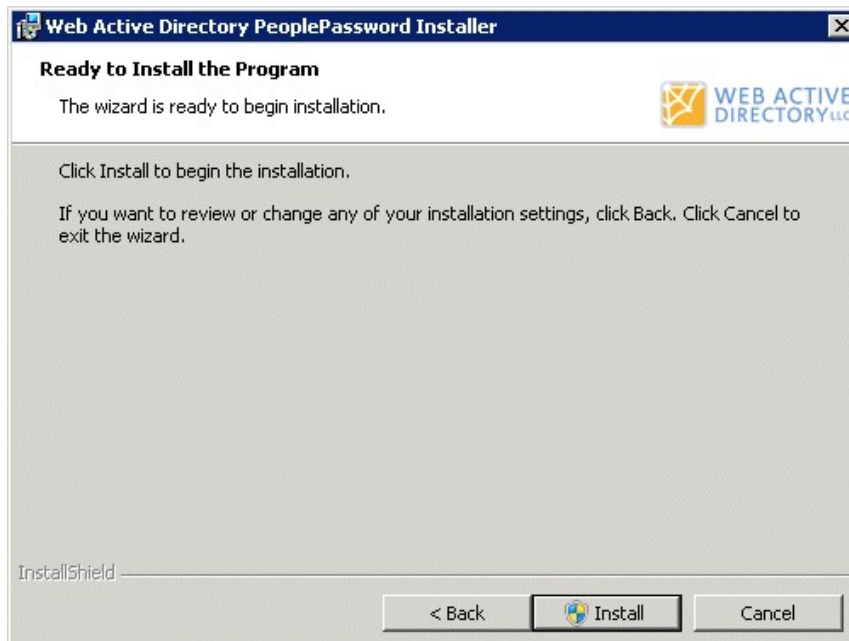 Web Active Directory PeoplePassword Installer
Ready to Install the Program
The wizard is ready to begin installation.
WEB ACTIVE
DIRECTORY LLC
Click Install to begin the installation.
If you want to review or change any of your installation settings, click Back. Click Cancel to
exit the wizard.
InstallShield
< Back
Install
Cancel